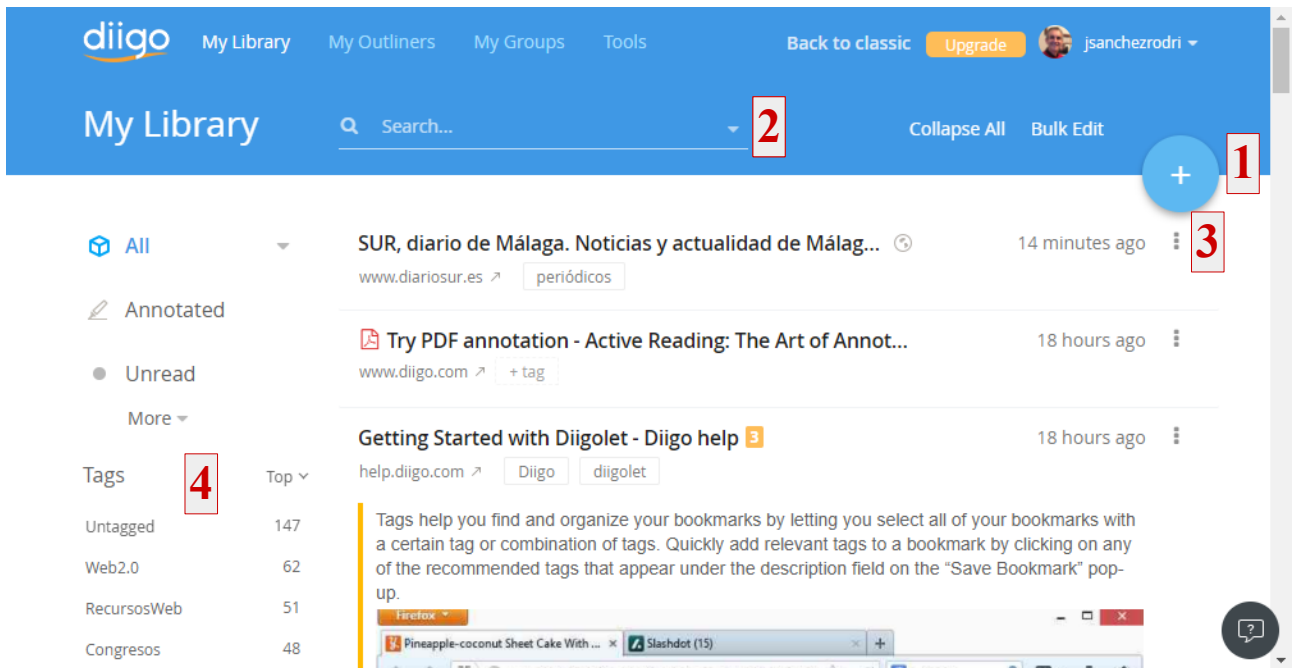 diigo My Library My Outliners My Groups Tools Back to classic Upgrade jsanchezrodri
My Library Search... 2 Collapse All Bulk Edit
+ 1
All SUR, diario de Málaga. Noticias y actualidad de Málag... 14 minutes ago 3
www.diariosur.es periódicos
Annotated
Try PDF annotation - Active Reading: The Art of Annot... 18 hours ago
Unread www.diigo.com + tag
More
Getting Started with Diigolet - Diigo help 3 18 hours ago
Tags 4 Top help.diigo.com Diigo diigolet
Untagged 147 Tags help you find and organize your bookmarks by letting you select all of your bookmarks with
a certain tag or combination of tags. Quickly add relevant tags to a bookmark by clicking on any
Web2.0 62 of the recommended tags that appear under the description field on the “Save Bookmark” pop-
up.
RecursosWeb 51 Firefox
Congresos 48 Pineapple-coconut Sheet Cake With ... × Slashdot (15) × +